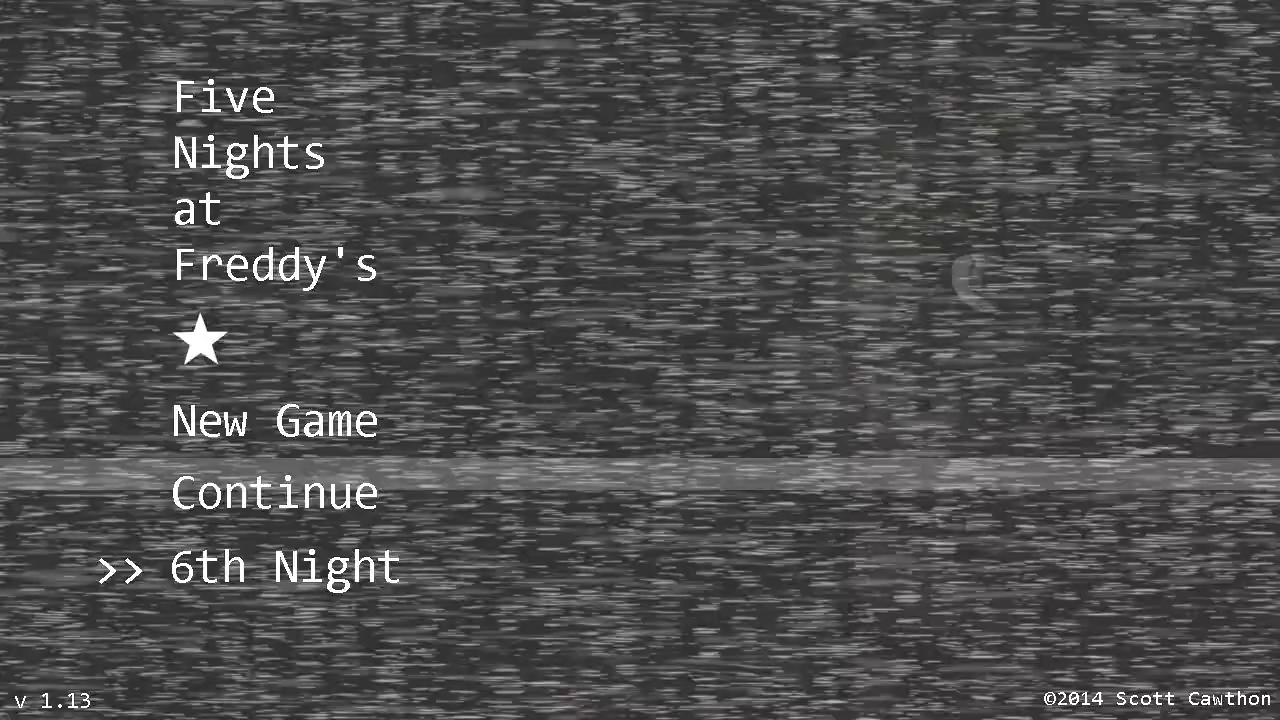 Five
Nights
at
Freddy's
New Game
Continue
>> 6th Night
v 1.13
©2014 Scott Cawthon